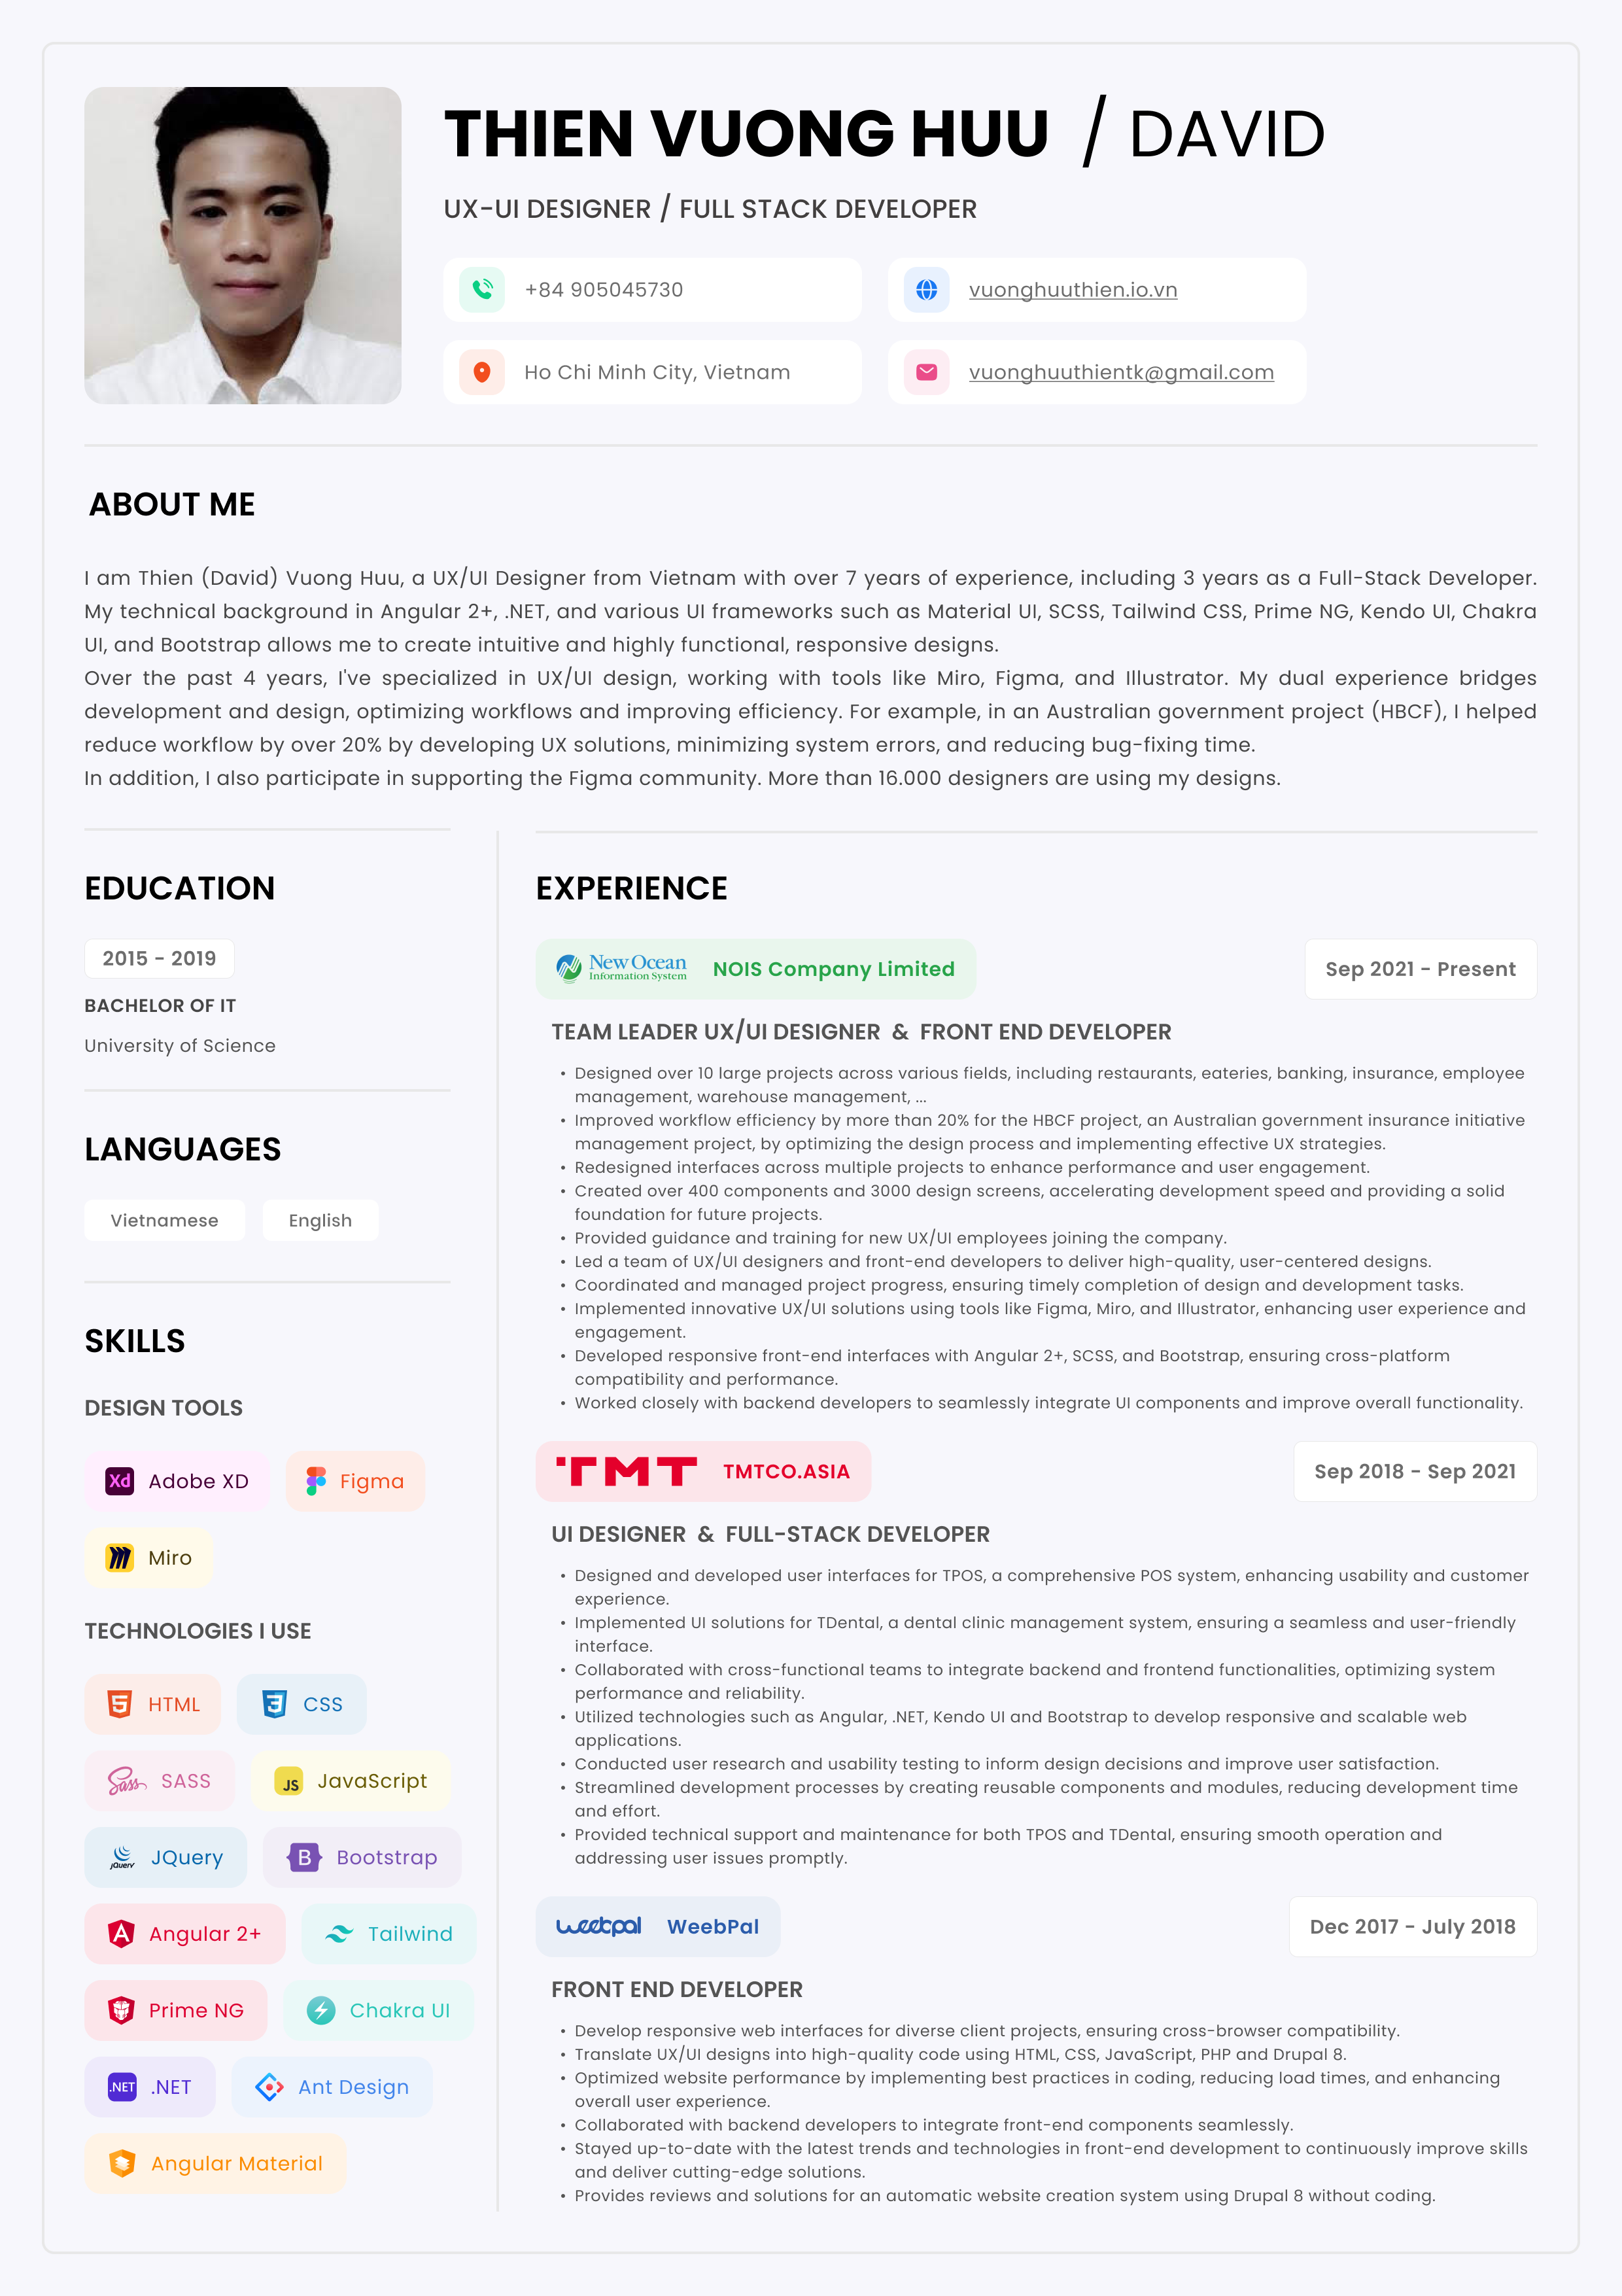 THIEN VUONG HUU / DAVID
UX-UI DESIGNER / FULL STACK DEVELOPER
+84 905045730
vuonghuuthien.io.vn
Ho Chi Minh City, Vietnam
vuonghuuthientk@gmail.com
ABOUT ME
I am Thien (David) Vuong Huu, a UX/UI Designer from Vietnam with over 7 years of experience, including 3 years as a Full-Stack Developer.
My technical background in Angular 2+, .NET, and various UI frameworks such as Material UI, SCSS, Tailwind CSS, Prime NG, Kendo UI, Chakra
UI, and Bootstrap allows me to create intuitive and highly functional, responsive designs.
Over the past 4 years, I've specialized in UX/UI design, working with tools like Miro, Figma, and Illustrator. My dual experience bridges
development and design, optimizing workflows and improving efficiency. For example, in an Australian government project (HBCF), I helped
reduce workflow by over 20% by developing UX solutions, minimizing system errors, and reducing bug-fixing time.
In addition, I also participate in supporting the Figma community. More than 16.000 designers are using my designs.
EDUCATION
2015 - 2019
BACHELOR OF IT
University of Science
LANGUAGES
Vietnamese
English
SKILLS
DESIGN TOOLS
Xd Adobe XD
Figma
Miro
TECHNOLOGIES I USE
5 HTML
3 CSS
Sass SASS
JS JavaScript
jQuery JQuery
B Bootstrap
A Angular 2+
Tailwind
Prime NG
Chakra UI
.NET .NET
Ant Design
Angular Material
EXPERIENCE
New Ocean
Information System
NOIS Company Limited
Sep 2021 - Present
TEAM LEADER UX/UI DESIGNER & FRONT END DEVELOPER
• Designed over 10 large projects across various fields, including restaurants, eateries, banking, insurance, employee
management, warehouse management, ...
• Improved workflow efficiency by more than 20% for the HBCF project, an Australian government insurance initiative
management project, by optimizing the design process and implementing effective UX strategies.
• Redesigned interfaces across multiple projects to enhance performance and user engagement.
• Created over 400 components and 3000 design screens, accelerating development speed and providing a solid
foundation for future projects.
• Provided guidance and training for new UX/UI employees joining the company.
• Led a team of UX/UI designers and front-end developers to deliver high-quality, user-centered designs.
• Coordinated and managed project progress, ensuring timely completion of design and development tasks.
• Implemented innovative UX/UI solutions using tools like Figma, Miro, and Illustrator, enhancing user experience and
engagement.
• Developed responsive front-end interfaces with Angular 2+, SCSS, and Bootstrap, ensuring cross-platform
compatibility and performance.
• Worked closely with backend developers to seamlessly integrate UI components and improve overall functionality.
TMT TMTCO.ASIA
Sep 2018 - Sep 2021
UI DESIGNER & FULL-STACK DEVELOPER
• Designed and developed user interfaces for TPOS, a comprehensive POS system, enhancing usability and customer
experience.
• Implemented UI solutions for TDental, a dental clinic management system, ensuring a seamless and user-friendly
interface.
• Collaborated with cross-functional teams to integrate backend and frontend functionalities, optimizing system
performance and reliability.
• Utilized technologies such as Angular, .NET, Kendo UI and Bootstrap to develop responsive and scalable web
applications.
• Conducted user research and usability testing to inform design decisions and improve user satisfaction.
• Streamlined development processes by creating reusable components and modules, reducing development time
and effort.
• Provided technical support and maintenance for both TPOS and TDental, ensuring smooth operation and
addressing user issues promptly.
weebpal WeebPal
Dec 2017 - July 2018
FRONT END DEVELOPER
• Develop responsive web interfaces for diverse client projects, ensuring cross-browser compatibility.
• Translate UX/UI designs into high-quality code using HTML, CSS, JavaScript, PHP and Drupal 8.
• Optimized website performance by implementing best practices in coding, reducing load times, and enhancing
overall user experience.
• Collaborated with backend developers to integrate front-end components seamlessly.
• Stayed up-to-date with the latest trends and technologies in front-end development to continuously improve skills
and deliver cutting-edge solutions.
• Provides reviews and solutions for an automatic website creation system using Drupal 8 without coding.